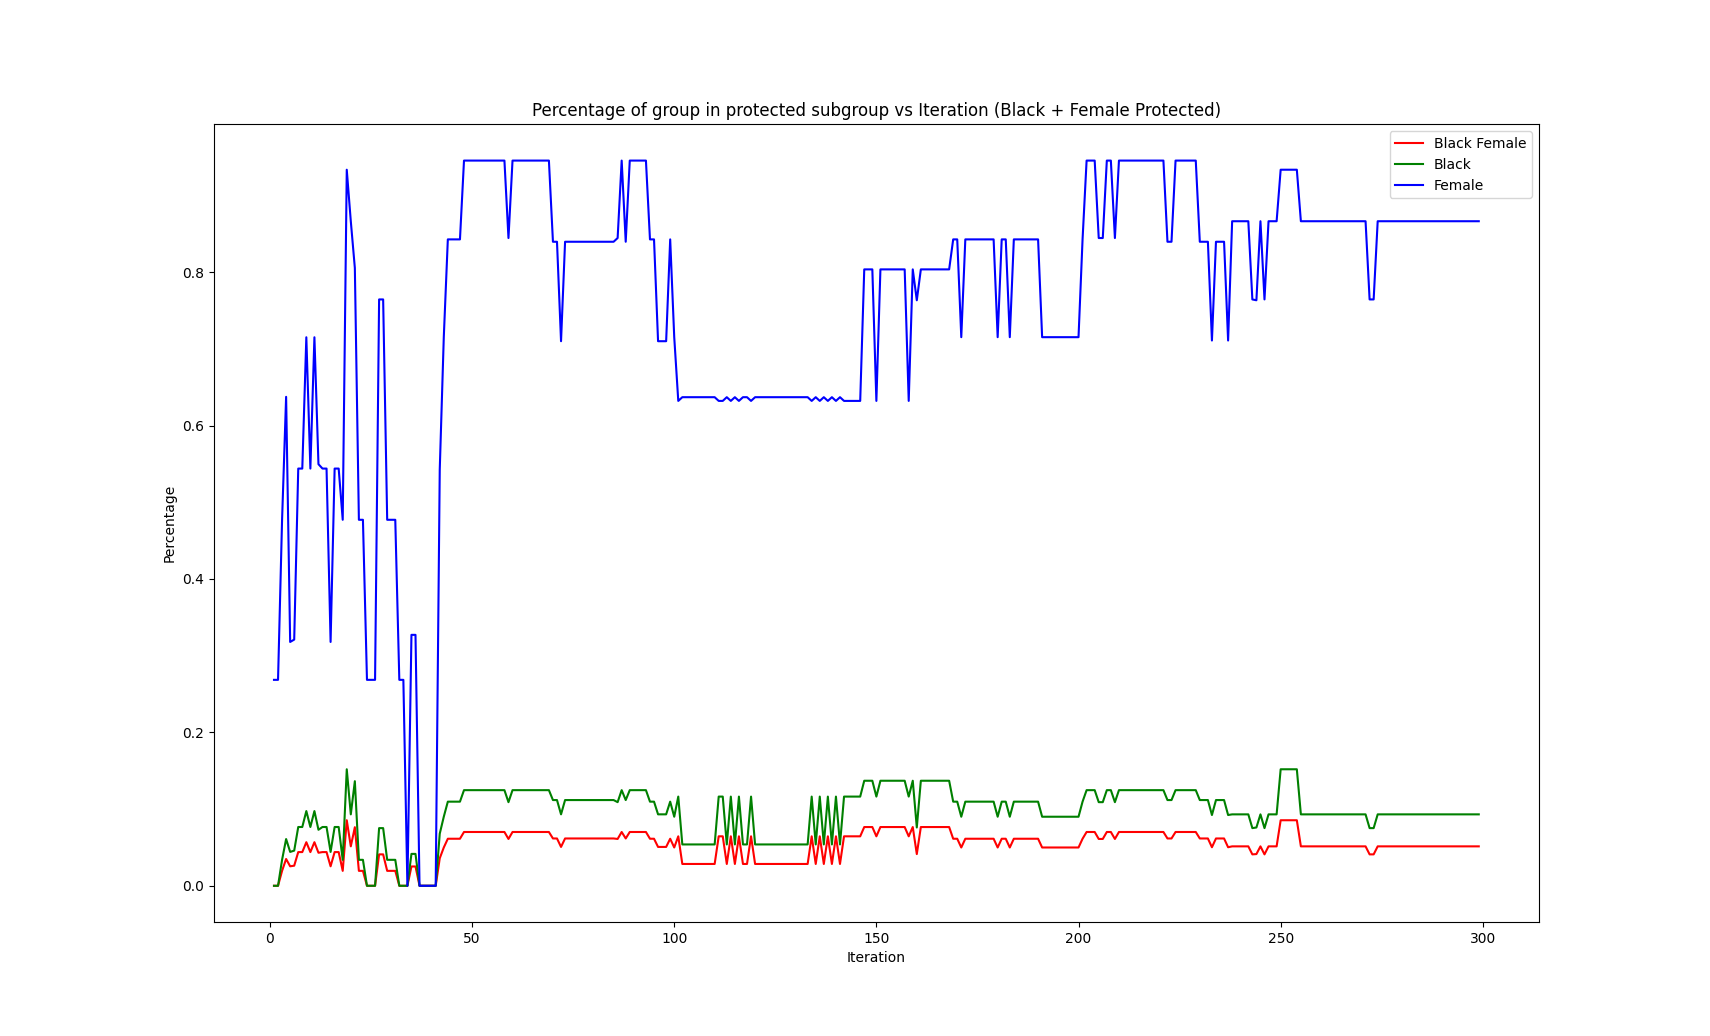 Percentage of group in protected subgroup vs Iteration (Black + Female Protected)
Black Female
Black
Female
0.8
0.6
0.4
0.2
0.0
Percentage
0 50 100 150 200 250 300
Iteration